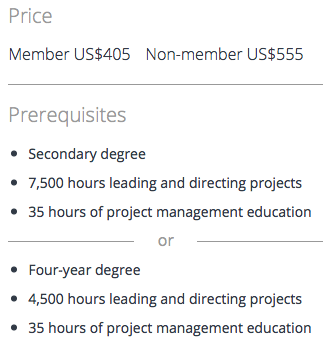 Price
Member US$405 Non-member US$555
Prerequisites
• Secondary degree
• 7,500 hours leading and directing projects
• 35 hours of project management education
or
• Four-year degree
• 4,500 hours leading and directing projects
• 35 hours of project management education